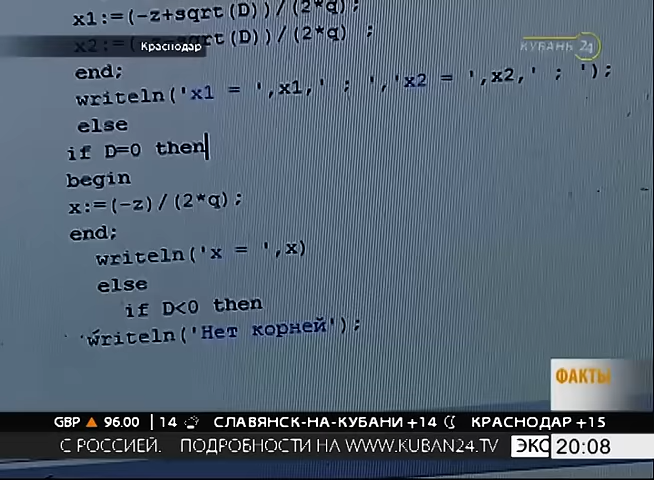 x1:=(-z+sqrt(D))/(2*q);
x2:=(-z-sqrt(D))/(2*q) ;
Краснодар
КУБАНЬ 24
end;
writeln('x1 = ',x1,' ; ','x2 = ',x2,' ; ');
else
if D=0 then
begin
x:=(-z)/(2*q);
end;
writeln('x = ',x)
else
if D<0 then
writeln('Нет корней');
ФАКТЫ
GBP ▲ 96.00 | 14 СЛАВЯНСК-НА-КУБАНИ +14 КРАСНОДАР +15
С РОССИЕЙ. ПОДРОБНОСТИ НА WWW.KUBAN24.TV ЭКО 20:08